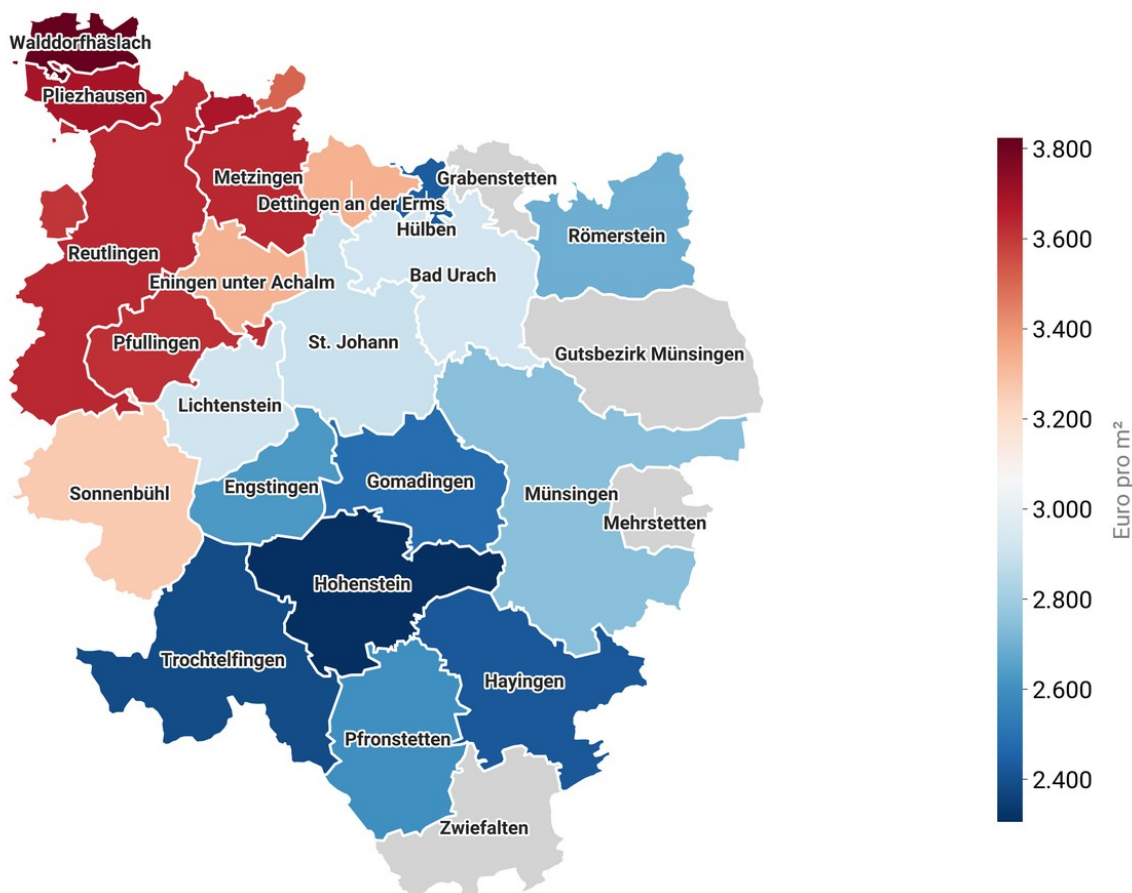 Walddorfhäslach
Pliezhausen
Metzingen
Grabenstetten
Dettingen an der Erms
Hülben
Römerstein
Reutlingen
Bad Urach
Eningen unter Achalm
Pfullingen
St. Johann
Gutsbezirk Münsingen
Lichtenstein
Sonnenbühl
Engstingen
Gomadingen
Münsingen
Mehrstetten
Hohenstein
Trochtelfingen
Hayingen
Pfronstetten
Zwiefalten
3.800
3.600
3.400
3.200
3.000
2.800
2.600
2.400
Euro pro m²